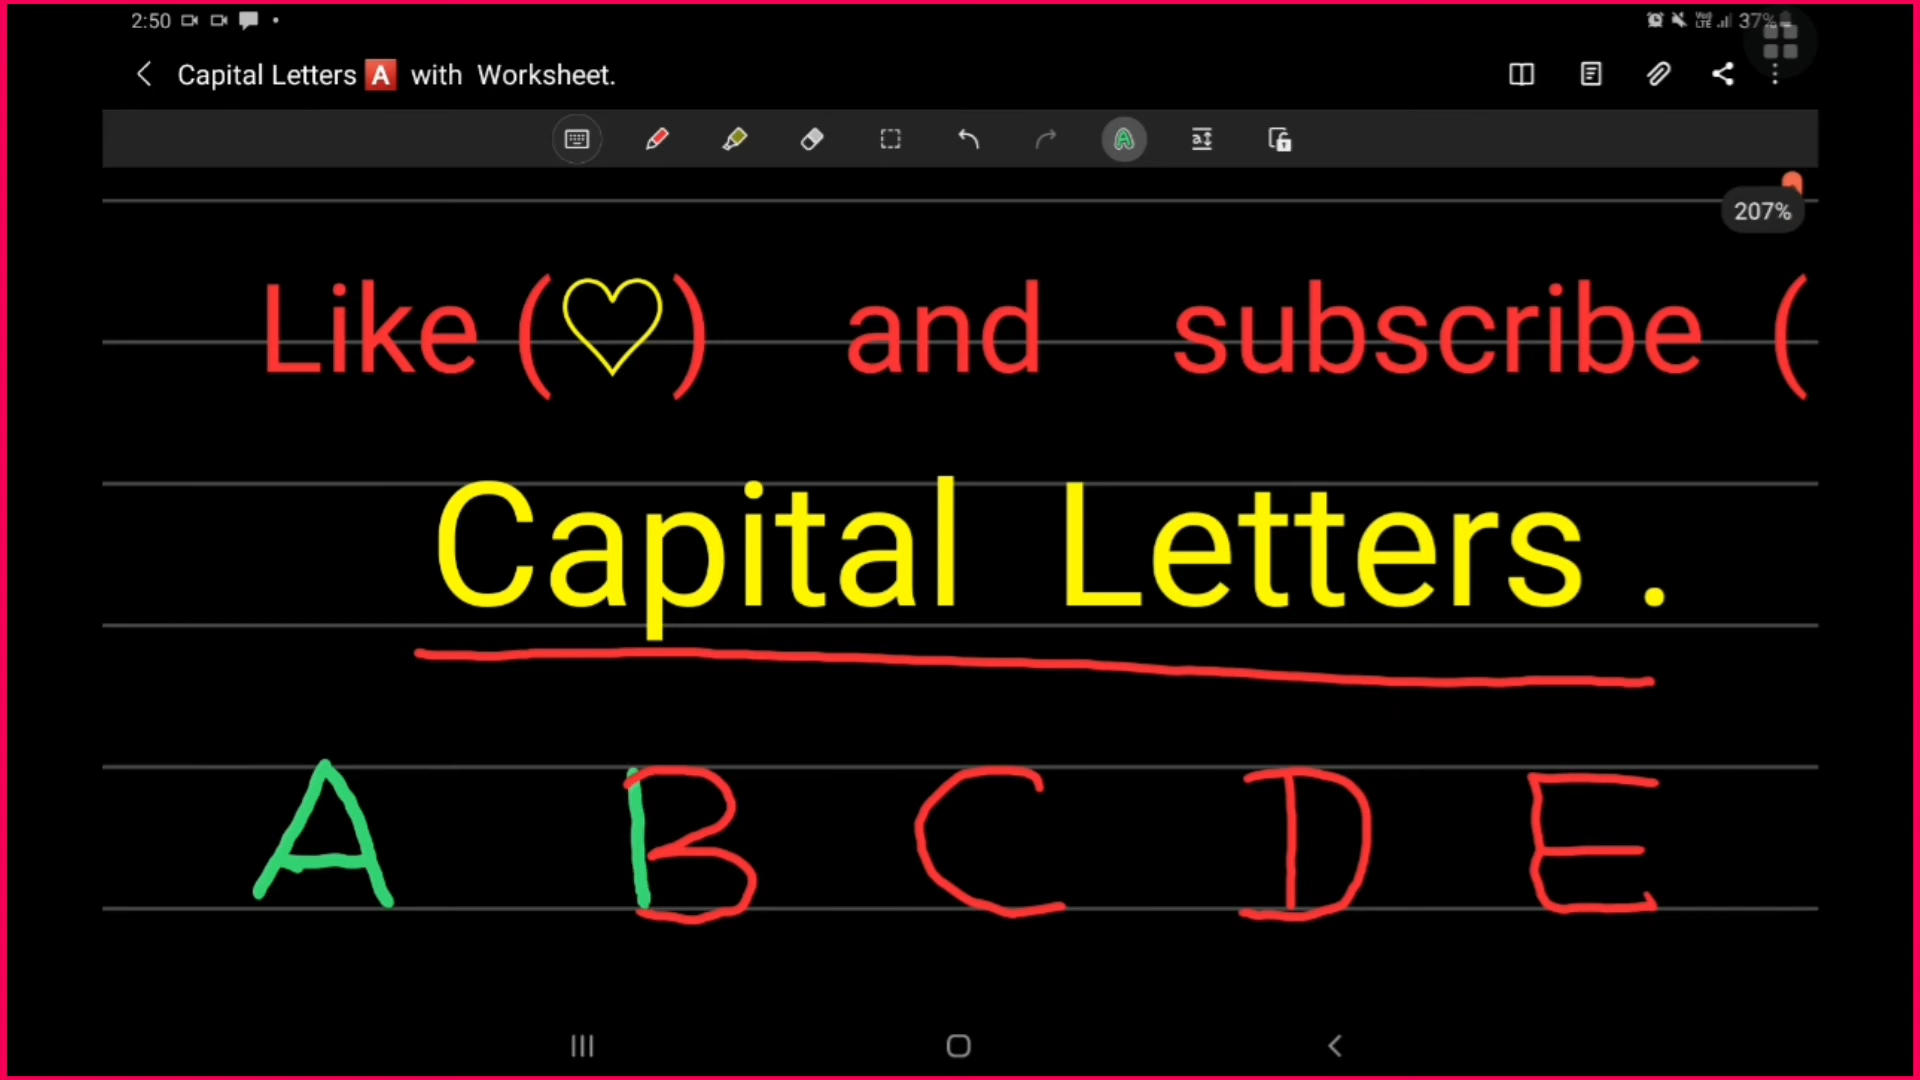 2:50 37%
Capital Letters A with Worksheet.
207%
Like (♡) and subscribe (
Capital Letters .
A B C D E